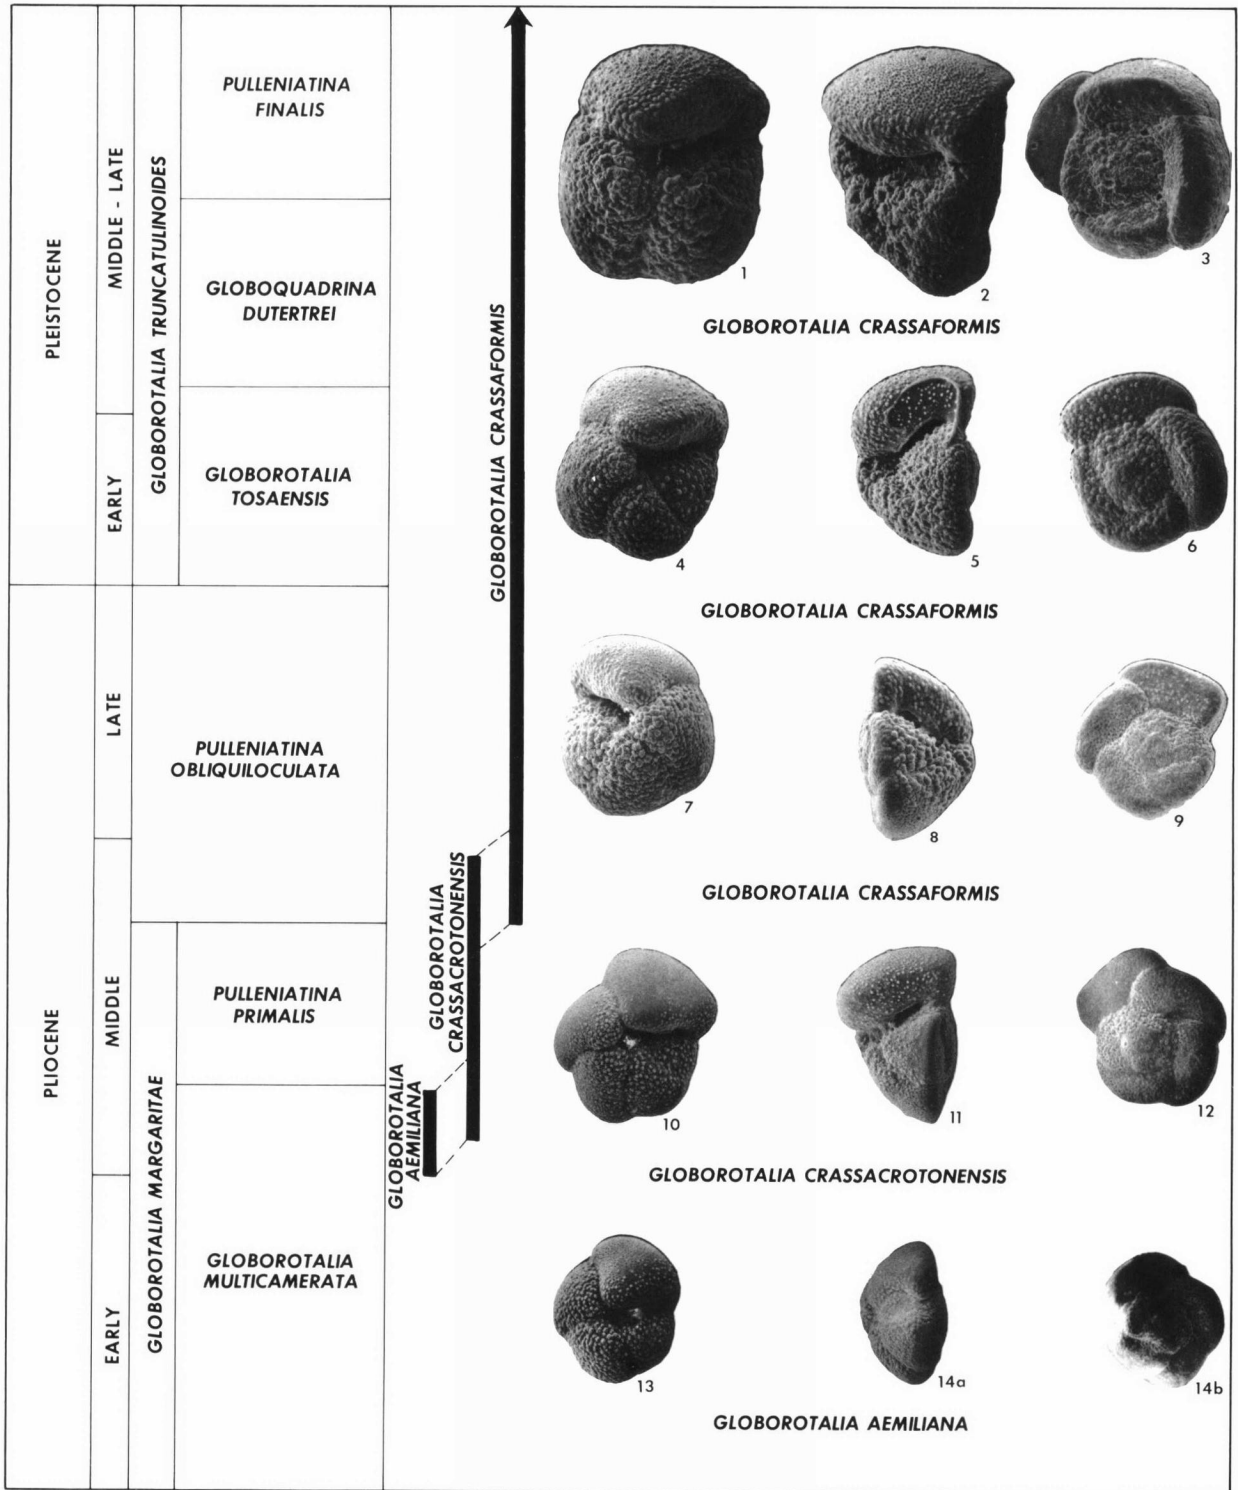 PLEISTOCENE
PLIOCENE
MIDDLE - LATE
EARLY
LATE
MIDDLE
EARLY
GLOBOROTALIA TRUNCATULINOIDES
GLOBOROTALIA MARGARITAE
PULLENIATINA
FINALIS
GLOBOQUADRINA
DUTERTREI
GLOBOROTALIA
TOSAENSIS
PULLENIATINA
OBLIQUILOCULATA
PULLENIATINA
PRIMALIS
GLOBOROTALIA
MULTICAMERATA
GLOBOROTALIA
AEMILIANA
GLOBOROTALIA
CRASSACROTONENSIS
GLOBOROTALIA CRASSAFORMIS
1
2
3
GLOBOROTALIA CRASSAFORMIS
4
5
6
GLOBOROTALIA CRASSAFORMIS
7
8
9
GLOBOROTALIA CRASSAFORMIS
10
11
12
GLOBOROTALIA CRASSACROTONENSIS
13
14a
14b
GLOBOROTALIA AEMILIANA